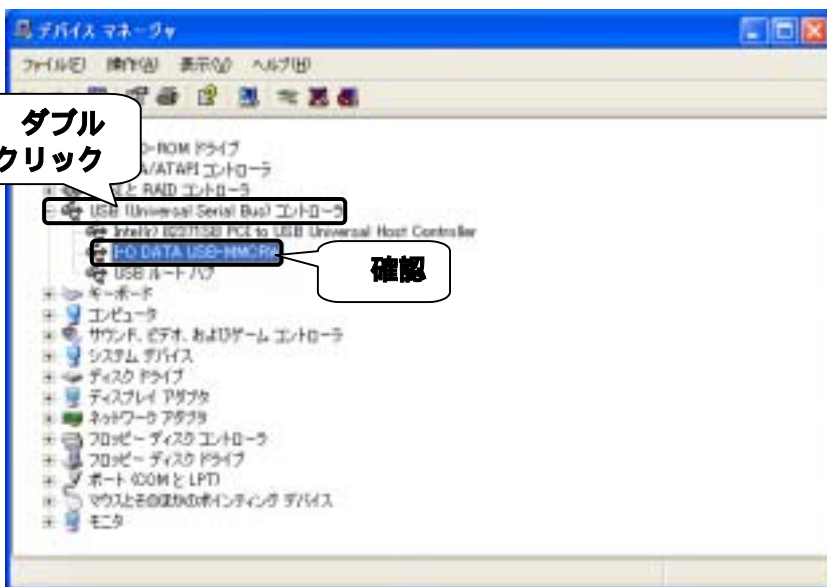 デバイス マネージャ
ファイル(F) 操作(A) 表示(V) ヘルプ(H)
ダブル
クリック
D-ROM ドライブ
A/ATAPI コントローラ
と RAID コントローラ
USB (Universal Serial Bus) コントローラ
Intel(r) 82371SB PCI to USB Universal Host Controller
I-O DATA USB-MMCRW
確認
USB ルート ハブ
キーボード
コンピュータ
サウンド、ビデオ、およびゲーム コントローラ
システム デバイス
ディスク ドライブ
ディスプレイ アダプタ
ネットワーク アダプタ
フロッピー ディスク コントローラ
フロッピー ディスク ドライブ
ポート (COM と LPT)
マウスとそのほかのポインティング デバイス
モニタ